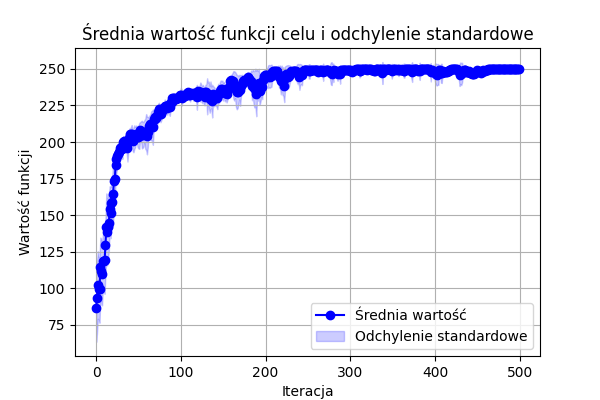 Średnia wartość funkcji celu i odchylenie standardowe
250
225
200
175
150
125
100
75
Wartość funkcji
0 100 200 300 400 500
Iteracja
Średnia wartość
Odchylenie standardowe